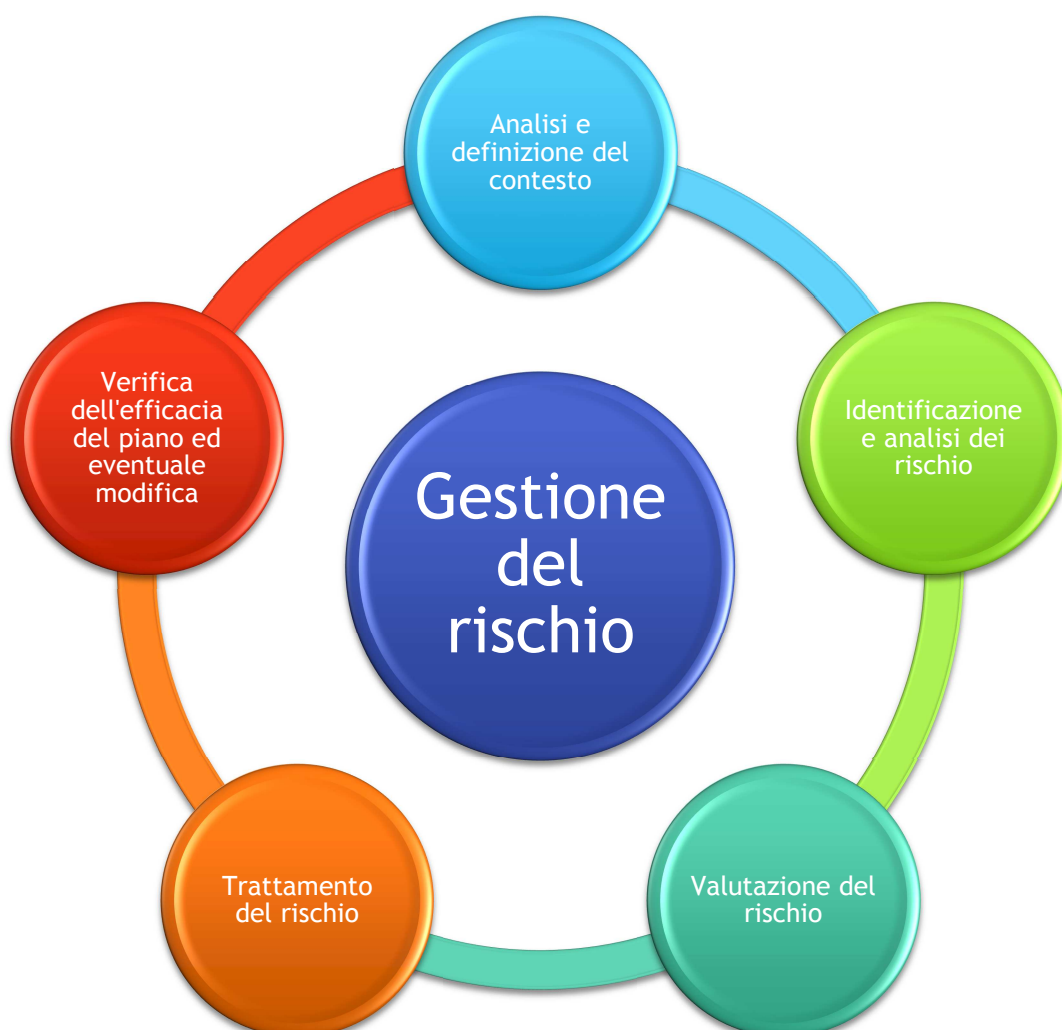 Analisi e
definizione del
contesto
Identificazione
e analisi dei
rischio
Valutazione del
rischio
Trattamento
del rischio
Verifica
dell'efficacia
del piano ed
eventuale
modifica
Gestione
del
rischio